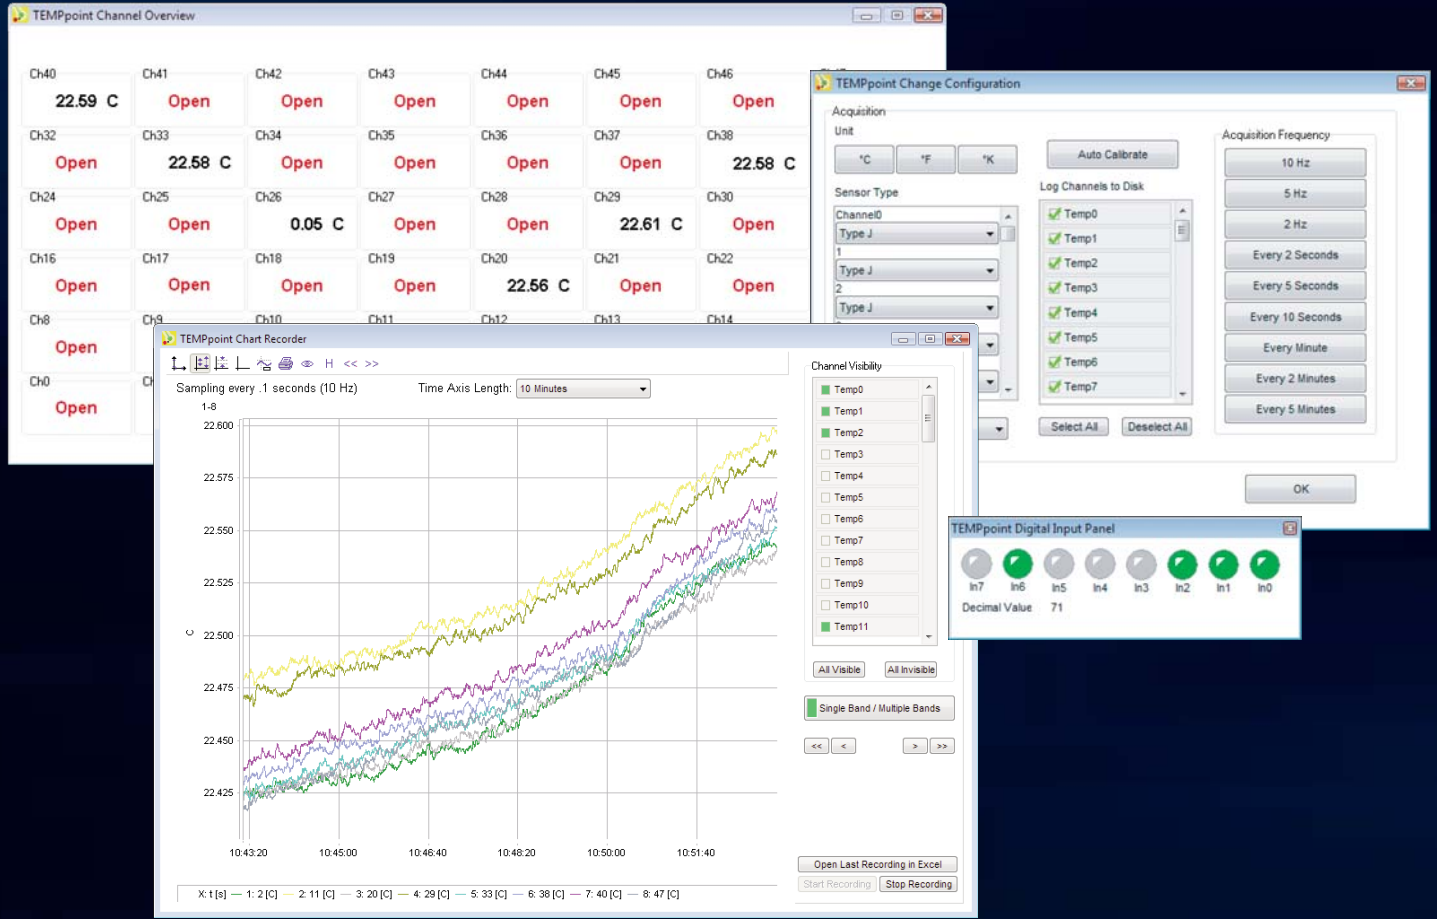 TEMPpoint Channel Overview
Ch40 Ch41 Ch42 Ch43 Ch44 Ch45 Ch46
22.59 C Open Open Open Open Open Open
Ch32 Ch33 Ch34 Ch35 Ch36 Ch37 Ch38
Open 22.58 C Open Open Open Open 22.58 C
Ch24 Ch25 Ch26 Ch27 Ch28 Ch29 Ch30
Open Open 0.05 C Open Open 22.61 C Open
Ch16 Ch17 Ch18 Ch19 Ch20 Ch21 Ch22
Open Open Open Open 22.56 C Open Open
Ch8 Ch9 Ch10 Ch11 Ch12 Ch13 Ch14
Open
Ch0
Open
TEMPpoint Change Configuration
Acquisition
Unit
°C °F °K
Sensor Type
Channel0
Type J
1
Type J
2
Type J
Auto Calibrate
Log Channels to Disk
Temp0
Temp1
Temp2
Temp3
Temp4
Temp5
Temp6
Temp7
Select All Deselect All
Acquisition Frequency
10 Hz
5 Hz
2 Hz
Every 2 Seconds
Every 5 Seconds
Every 10 Seconds
Every Minute
Every 2 Minutes
Every 5 Minutes
OK
TEMPpoint Chart Recorder
H << >>
Sampling every .1 seconds (10 Hz) Time Axis Length: 10 Minutes
1-8
22.600
22.575
22.550
22.525
22.500
C
22.475
22.450
22.425
10:43:20 10:45:00 10:46:40 10:48:20 10:50:00 10:51:40
X: t [s] 1: 2 [C] 2: 11 [C] 3: 20 [C] 4: 29 [C] 5: 33 [C] 6: 38 [C] 7: 40 [C] 8: 47 [C]
Channel Visibility
Temp0
Temp1
Temp2
Temp3
Temp4
Temp5
Temp6
Temp7
Temp8
Temp9
Temp10
Temp11
All Visible All Invisible
Single Band / Multiple Bands
<< < > >>
Open Last Recording in Excel
Start Recording Stop Recording
TEMPpoint Digital Input Panel
In7 In6 In5 In4 In3 In2 In1 In0
Decimal Value 71